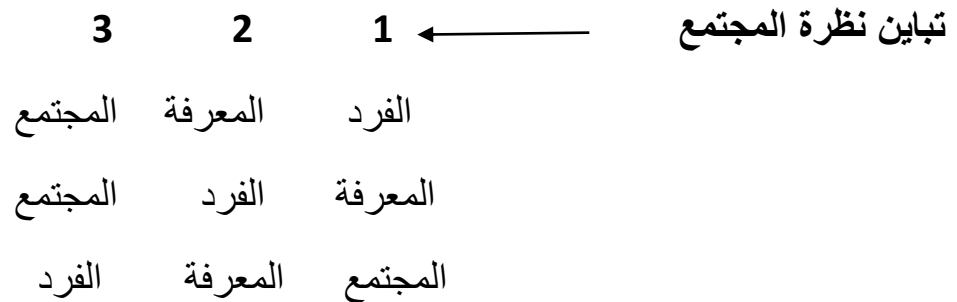 تباين نظرة المجتمع 1 2 3
الفرد المعرفة المجتمع
المعرفة الفرد المجتمع
المجتمع المعرفة الفرد